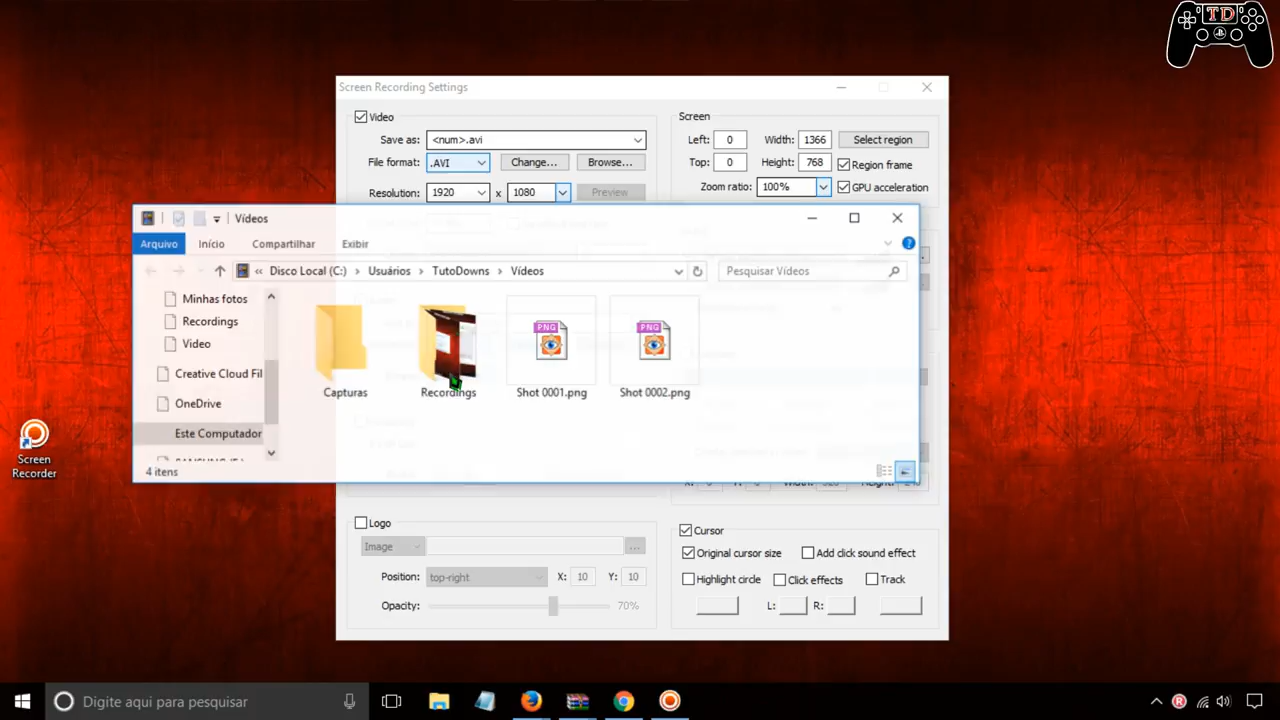 TD
Screen Recording Settings
Video
Save as: <num>.avi
File format: .AVI Change... Browse...
Resolution: 1920 x 1080 Preview
Screen
Left: 0 Width: 1366 Select region
Top: 0 Height: 768 Region frame
Zoom ratio: 100% GPU acceleration
Vídeos
Arquivo Início Compartilhar Exibir
« Disco Local (C:) > Usuários > TutoDowns > Vídeos
Pesquisar Vídeos
Minhas fotos
Recordings
Video
Creative Cloud Fil
OneDrive
Este Computador
Capturas
Recordings
Shot 0001.png
Shot 0002.png
4 itens
Logo
Image ...
Position: top-right X: 10 Y: 10
Opacity: 70%
Cursor
Original cursor size Add click sound effect
Highlight circle Click effects Track
L: R:
Screen
Recorder
Digite aqui para pesquisar